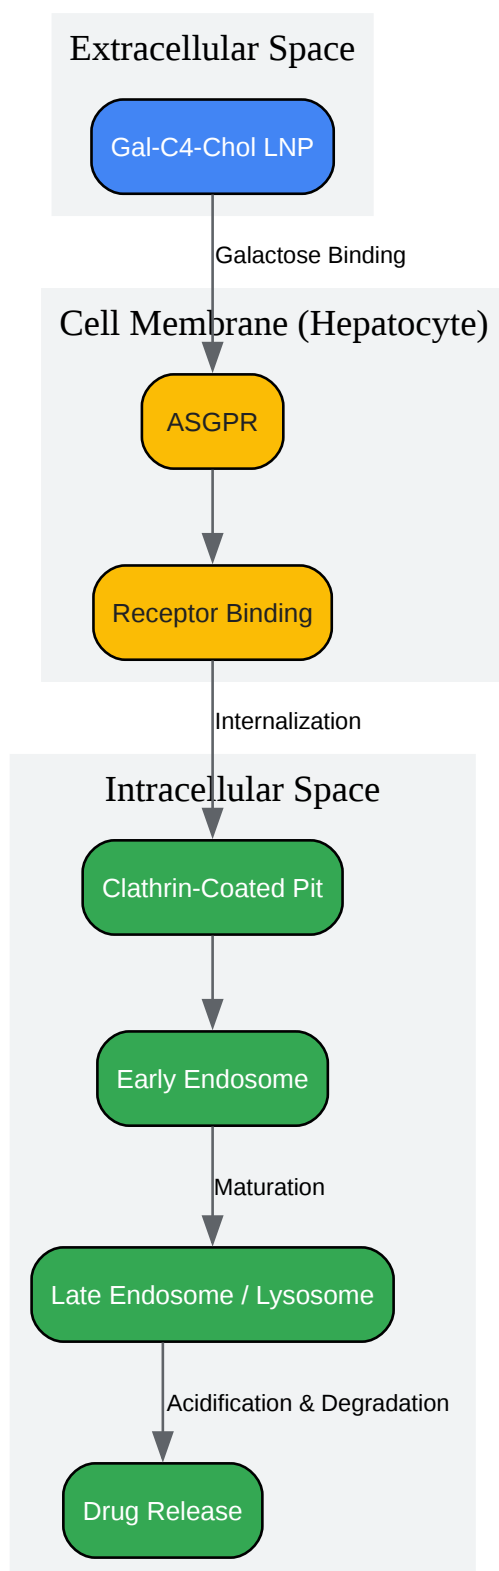 Extracellular Space
Gal-C4-Chol LNP
Galactose Binding
Cell Membrane (Hepatocyte)
ASGPR
Receptor Binding
Internalization
Intracellular Space
Clathrin-Coated Pit
Early Endosome
Maturation
Late Endosome / Lysosome
Acidification & Degradation
Drug Release